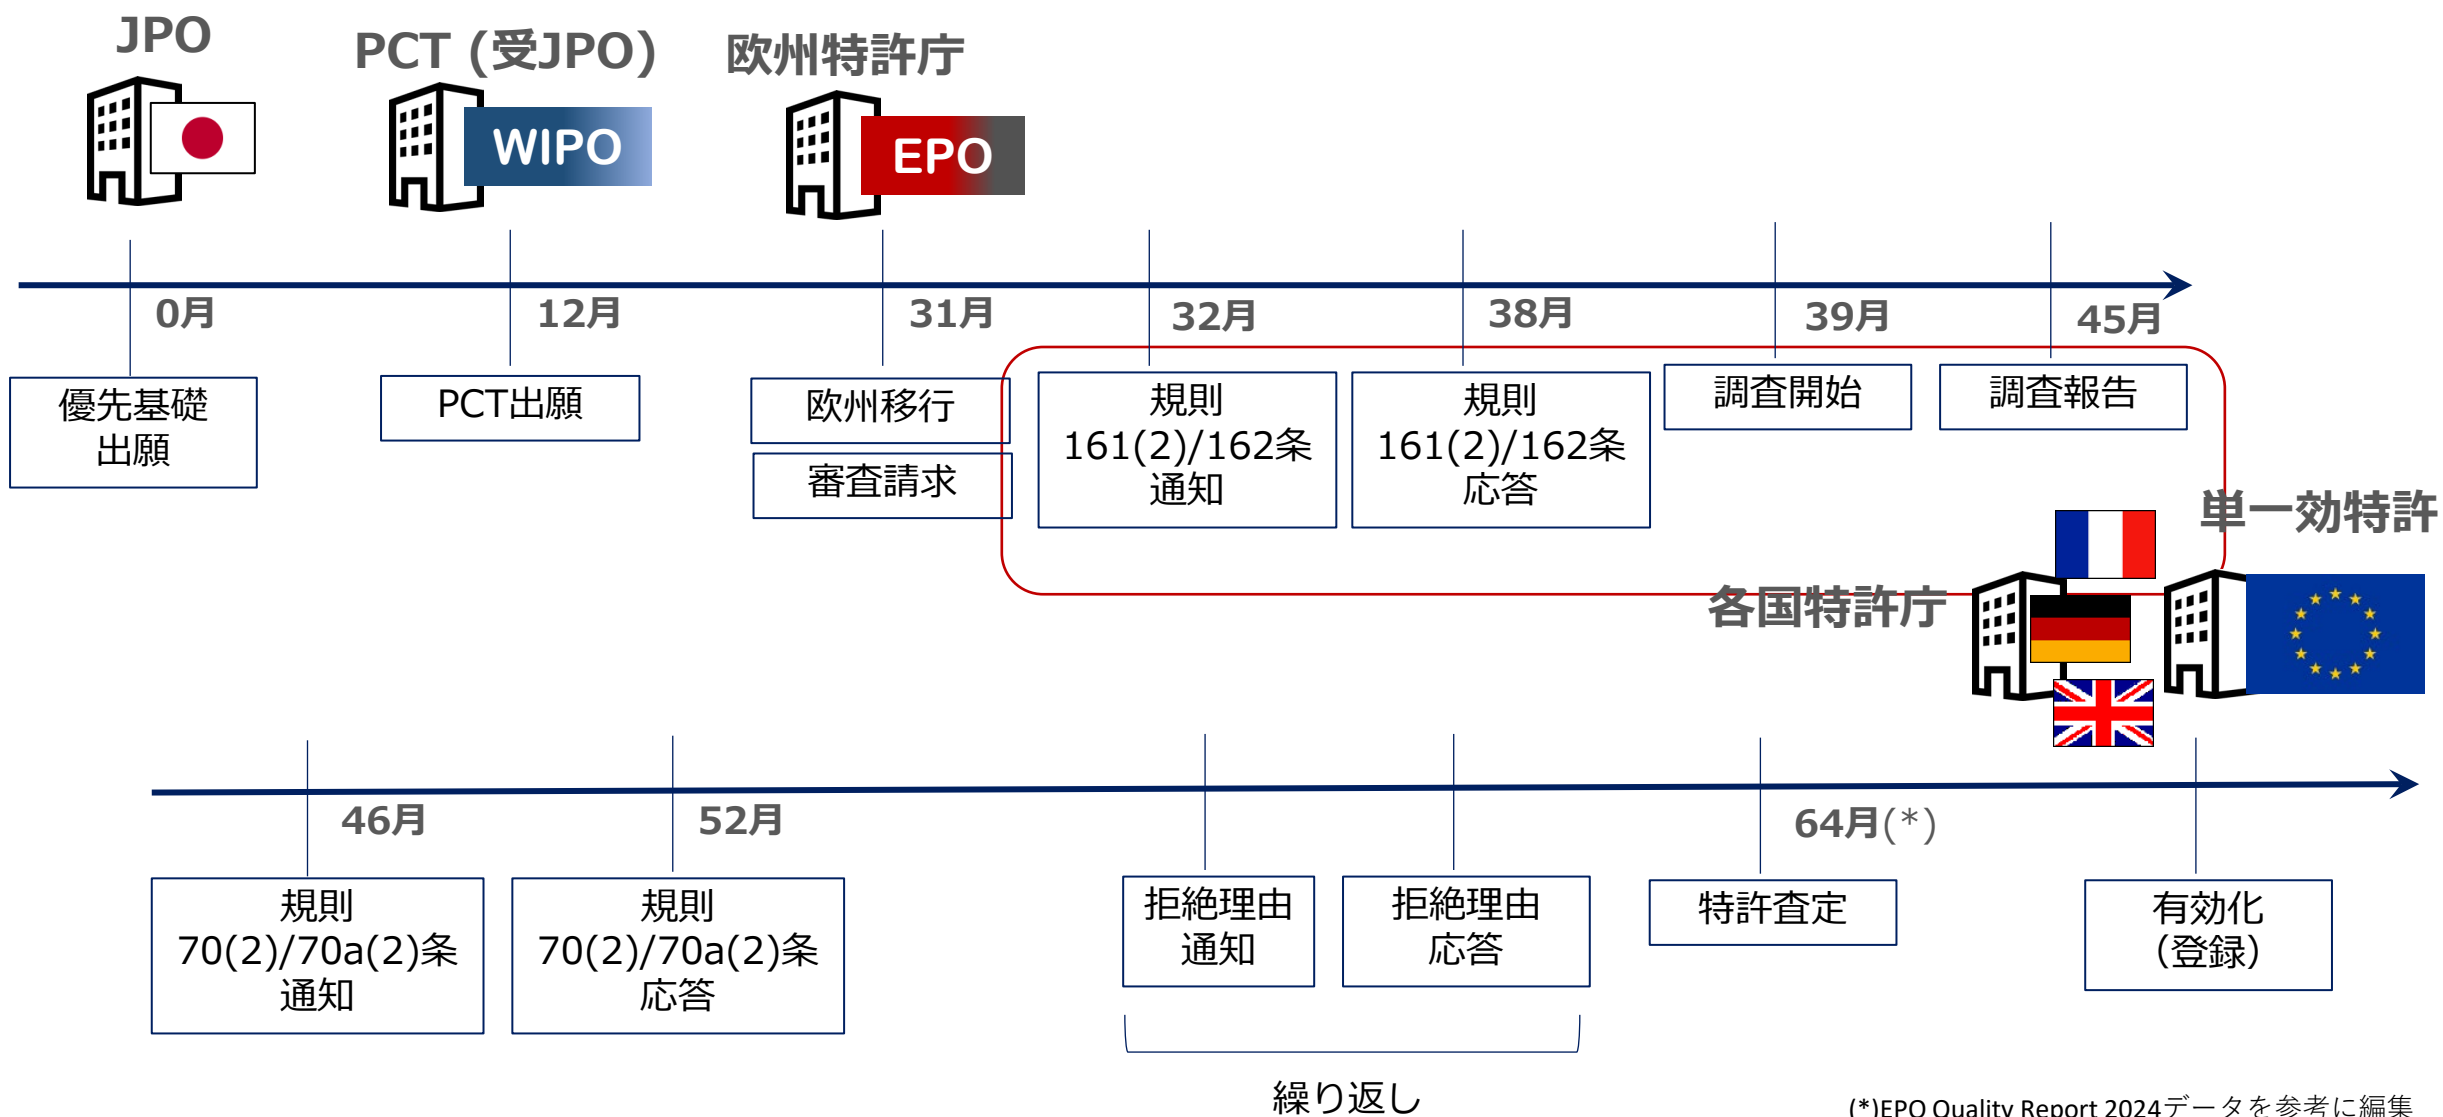 JPO
PCT (受JPO)
欧州特許庁
WIPO
EPO
0月
12月
31月
32月
38月
39月
45月
優先基礎
出願
PCT出願
欧州移行
審査請求
規則
161(2)/162条
通知
規則
161(2)/162条
応答
調査開始
調査報告
単一効特許
各国特許庁
46月
52月
64月(*)
規則
70(2)/70a(2)条
通知
規則
70(2)/70a(2)条
応答
拒絶理由
通知
拒絶理由
応答
特許査定
有効化
（登録）
繰り返し
(*)EPO Quality Report 2024データを参考に編集